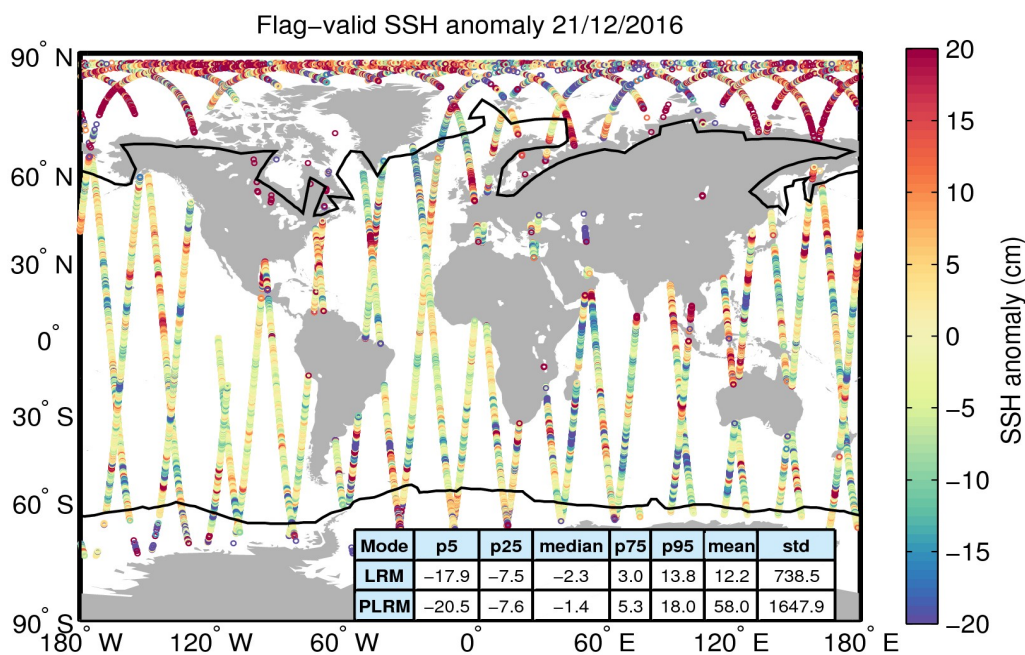 Flag−valid SSH anomaly 21/12/2016
90° N
60° N
30° N
0°
30° S
60° S
90° S
180° W
120° W
60° W
0°
60° E
120° E
180° E
Mode p5 p25 median p75 p95 mean std
LRM −17.9 −7.5 −2.3 3.0 13.8 12.2 738.5
PLRM −20.5 −7.6 −1.4 5.3 18.0 58.0 1647.9
20
15
10
5
0
−5
−10
−15
−20
SSH anomaly (cm)